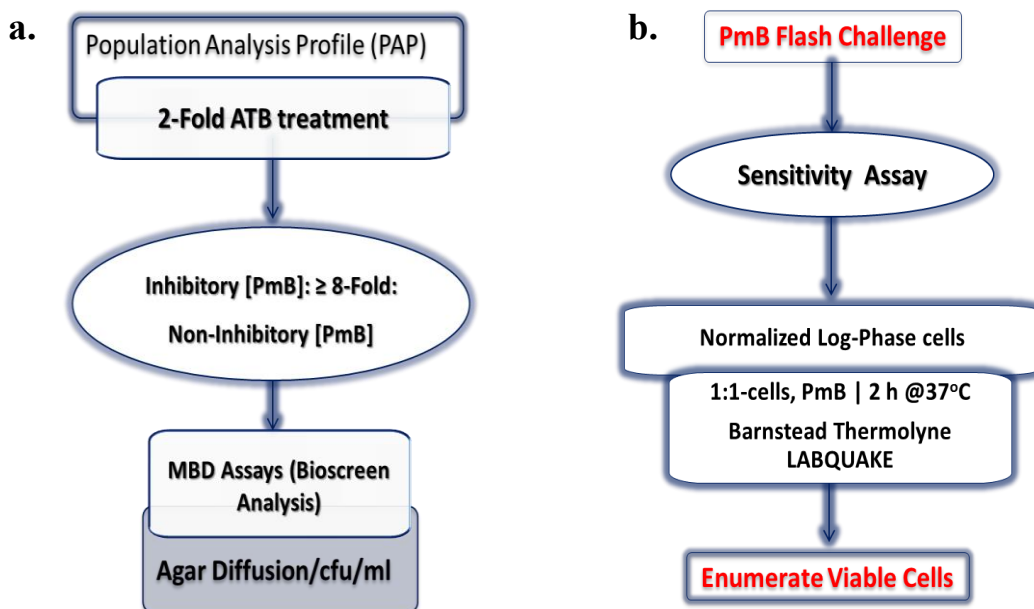 a.
Population Analysis Profile (PAP)
2-Fold ATB treatment
Inhibitory [PmB]: ≥ 8-Fold:
Non-Inhibitory [PmB]
MBD Assays (Bioscreen
Analysis)
Agar Diffusion/cfu/ml
b.
PmB Flash Challenge
Sensitivity Assay
Normalized Log-Phase cells
1:1-cells, PmB | 2 h @37°C
Barnstead Thermolyne
LABQUAKE
Enumerate Viable Cells